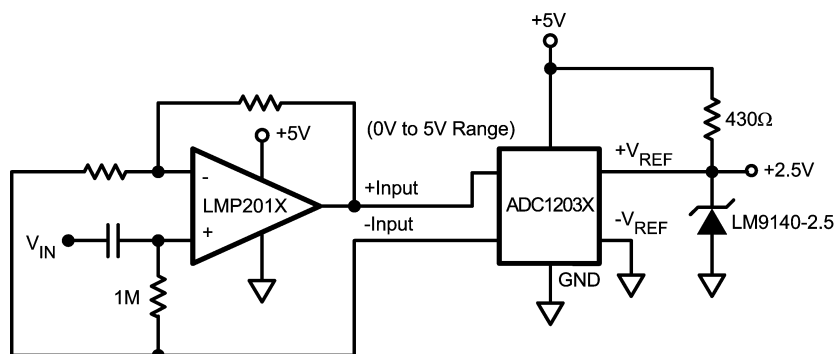 +5V
430Ω
(0V to 5V Range)
+5V
+V_REF
+2.5V
-
LMP201X
+Input
ADC1203X
-Input
-V_REF
LM9140-2.5
+
V_IN
GND
1M